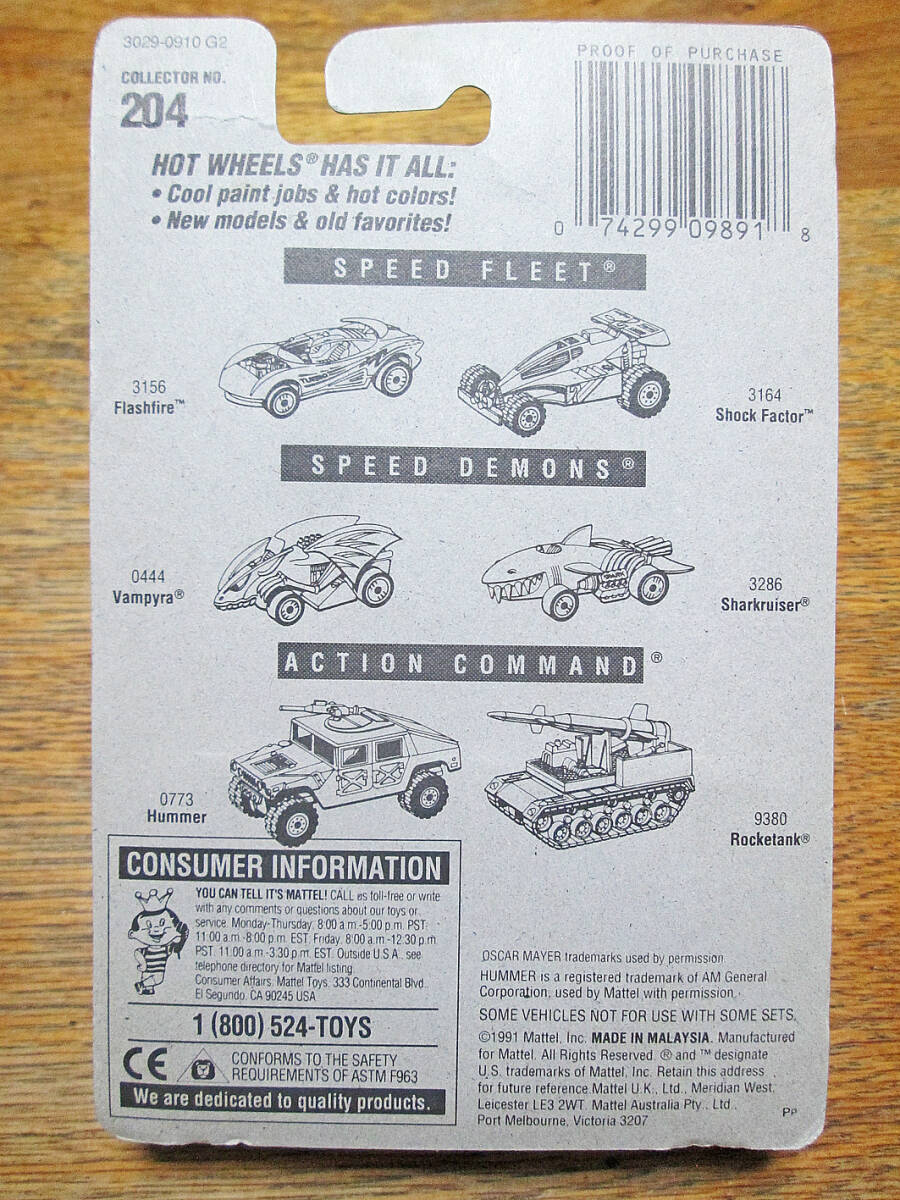 3029-0910 G2
COLLECTOR NO.
204
PROOF OF PURCHASE
0 74299 09891 8
HOT WHEELS® HAS IT ALL:
• Cool paint jobs & hot colors!
• New models & old favorites!
SPEED FLEET®
3156
Flashfire™
3164
Shock Factor™
SPEED DEMONS®
0444
Vampyra®
3286
Sharkruiser®
ACTION COMMAND®
0773
Hummer
9380
Rocketank®
CONSUMER INFORMATION
YOU CAN TELL IT'S MATTEL! CALL us toll-free or write
with any comments or questions about our toys or
service. Monday-Thursday, 8:00 a.m.-5:00 p.m. PST.
11:00 a.m.-8:00 p.m. EST. Friday, 8:00 a.m.-12:30 p.m.
PST. 11:00 a.m.-3:30 p.m. EST. Outside U.S.A., see
telephone directory for Mattel listing.
Consumer Affairs. Mattel Toys. 333 Continental Blvd.
El Segundo, CA 90245 USA
1 (800) 524-TOYS
CE
CONFORMS TO THE SAFETY
REQUIREMENTS OF ASTM F963
We are dedicated to quality products.
OSCAR MAYER trademarks used by permission.
HUMMER is a registered trademark of AM General
Corporation, used by Mattel with permission.
SOME VEHICLES NOT FOR USE WITH SOME SETS.
©1991 Mattel, Inc. MADE IN MALAYSIA. Manufactured
for Mattel. All Rights Reserved. ® and ™ designate
U.S. trademarks of Mattel, Inc. Retain this address
for future reference Mattel U.K., Ltd., Meridian West,
Leicester LE3 2WT. Mattel Australia Pty., Ltd.,
Port Melbourne, Victoria 3207
PP